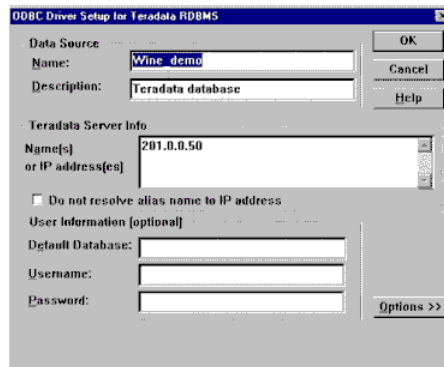 ODBC Driver Setup for Teradata RDBMS
Data Source
Name: Wine_demo
Description: Teradata database
OK
Cancel
Help
Teradata Server Info
Name(s)
or IP address(es)
201.0.0.50
Do not resolve alias name to IP address
User Information (optional)
Default Database:
Username:
Password:
Options >>